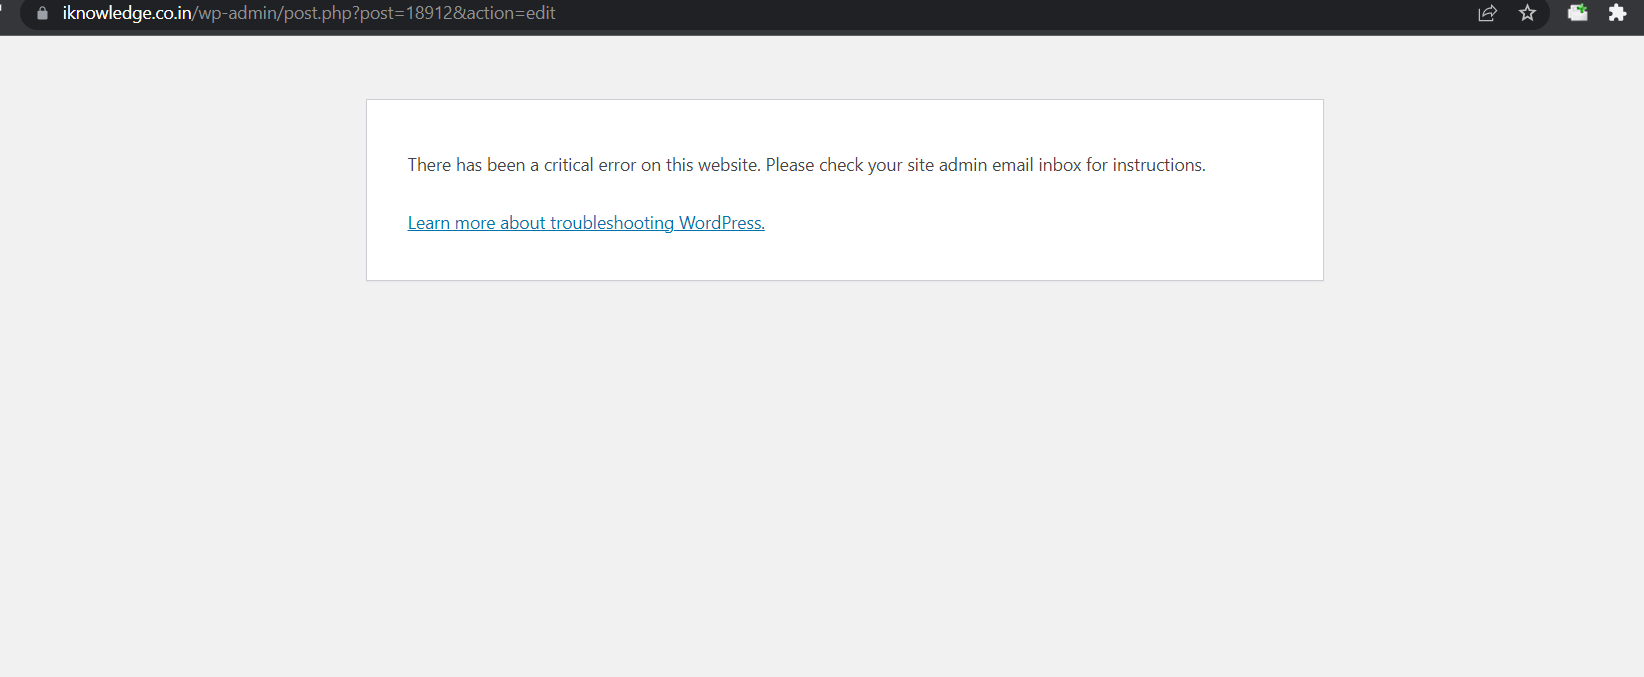 iknowledge.co.in/wp-admin/post.php?post=18912&action=edit
There has been a critical error on this website. Please check your site admin email inbox for instructions.
Learn more about troubleshooting WordPress.